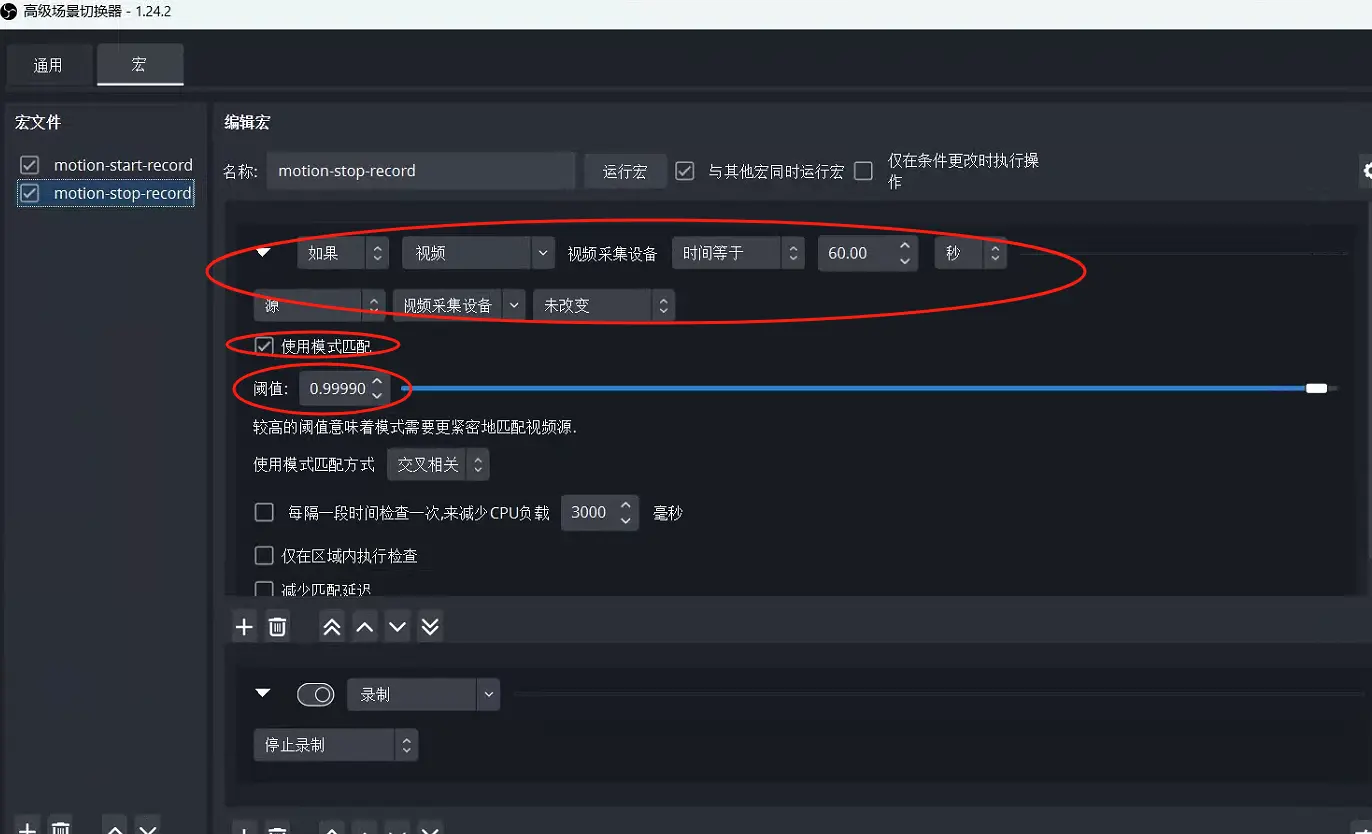 高级场景切换器 - 1.24.2
通用
宏
宏文件
motion-start-record
motion-stop-record
编辑宏
名称:
motion-stop-record
运行宏
与其他宏同时运行宏
仅在条件更改时执行操
作
如果
视频
视频采集设备
时间等于
60.00
秒
源
视频采集设备
未改变
使用模式匹配
阈值:
0.99990
较高的阈值意味着模式需要更紧密地匹配视频源.
使用模式匹配方式
交叉相关
每隔一段时间检查一次,来减少CPU负载
3000
毫秒
仅在区域内执行检查
减少匹配延迟
录制
停止录制